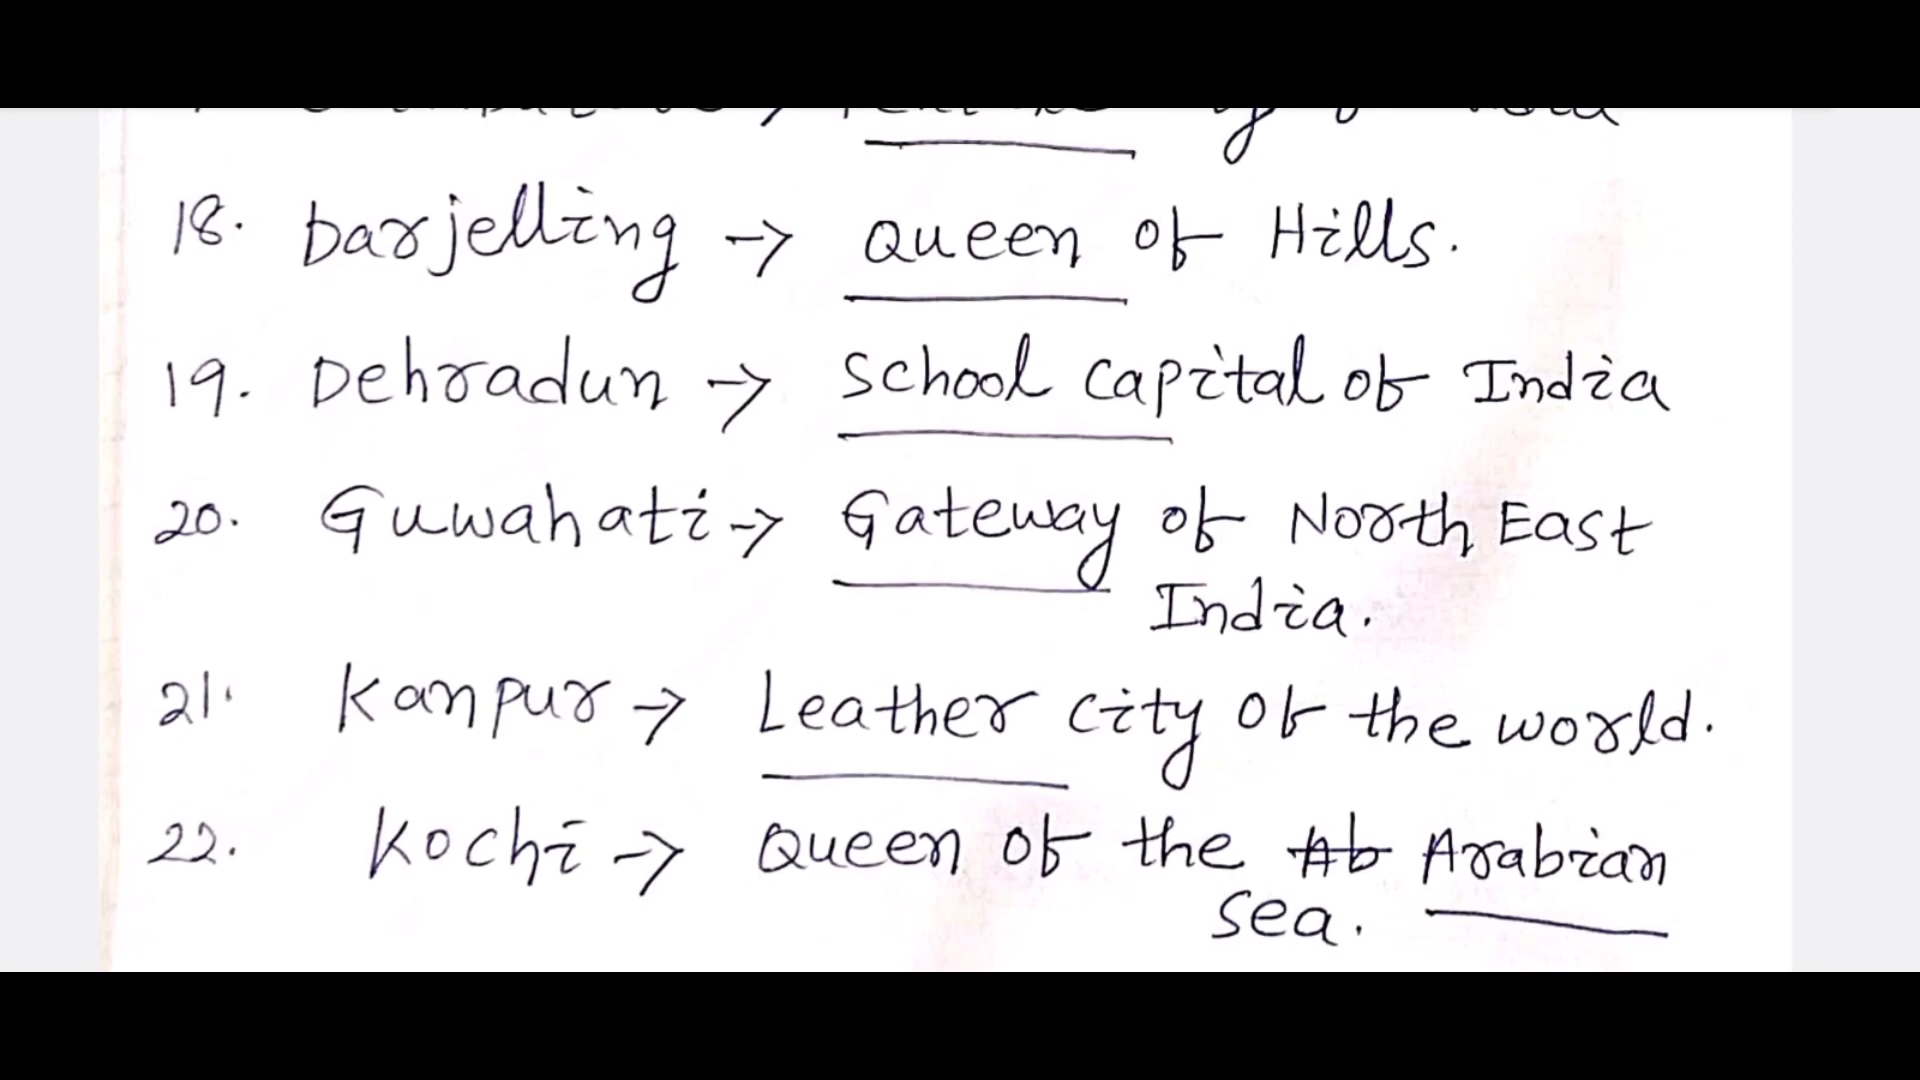 18. Darjelling → Queen of Hills.
19. Dehradun → School capital of India
20. Guwahati → Gateway of North East
India.
21. Kanpur → Leather city of the world.
22. Kochi → Queen of the Ab Arabian
Sea.